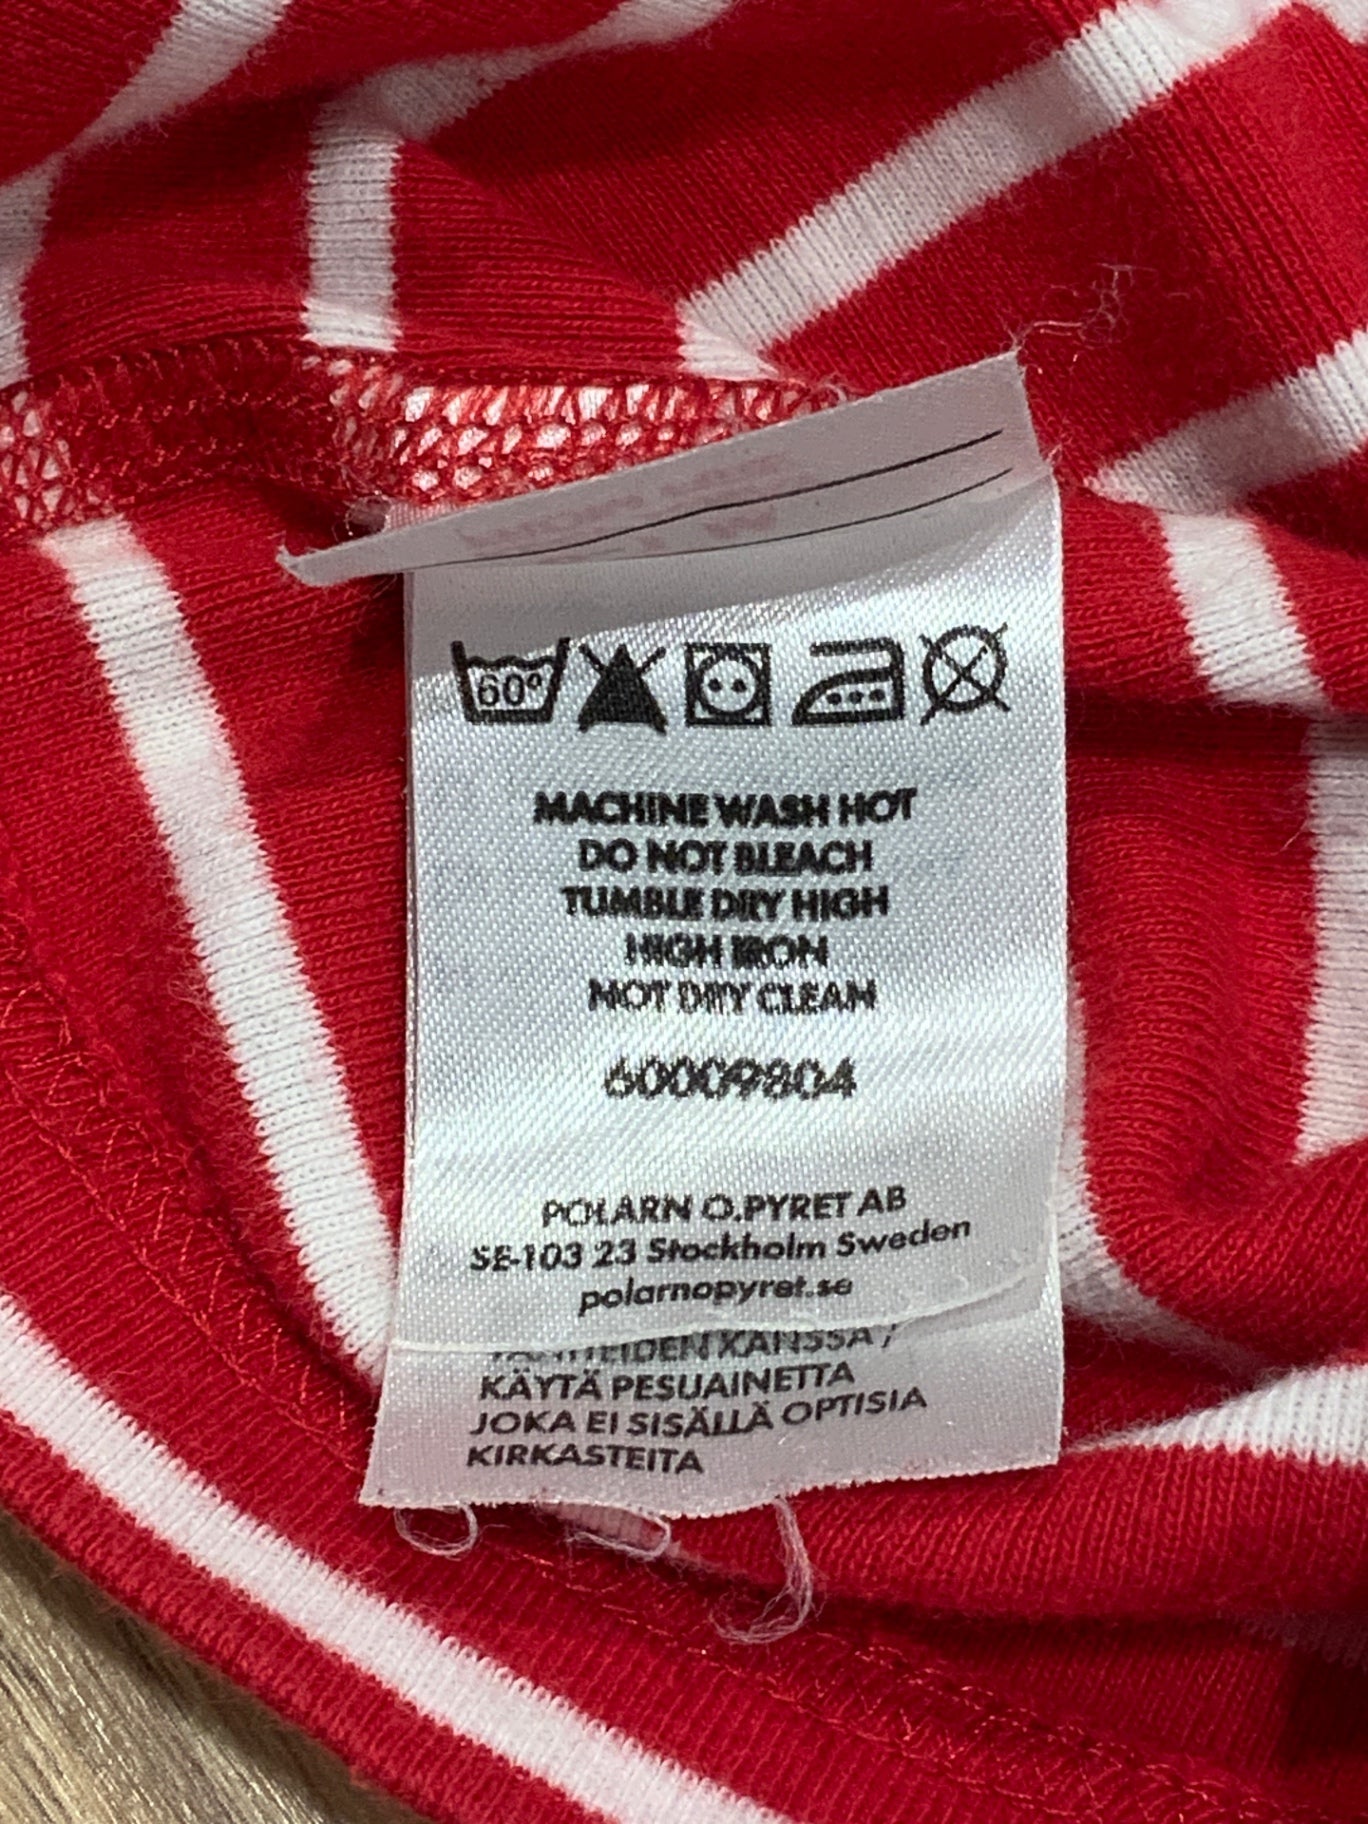 60°
MACHINE WASH HOT
DO NOT BLEACH
TUMBLE DRY HIGH
HIGH IRON
NOT DRY CLEAN
60009804
POLARN O.PYRET AB
SE-103 23 Stockholm Sweden
polarnopyret.se
KANSSA /
KÄYTÄ PESUAINETTA
JOKA EI SISÄLLÄ OPTISIA
KIRKASTEITA